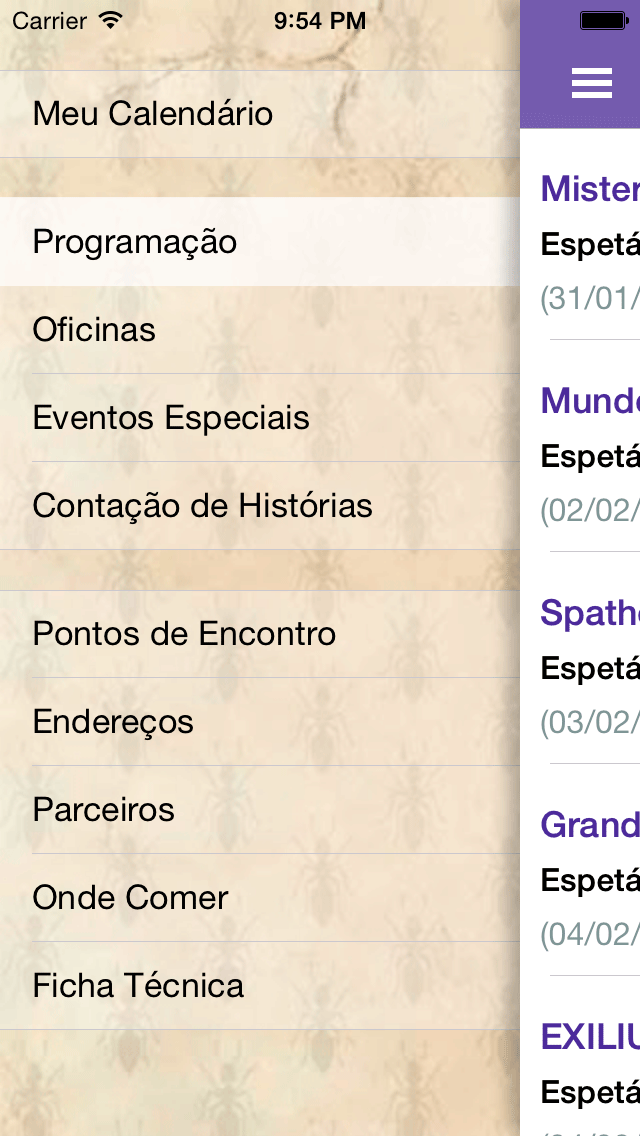 Carrier 9:54 PM
Meu Calendário
Programação
Oficinas
Eventos Especiais
Contação de Histórias
Pontos de Encontro
Endereços
Parceiros
Onde Comer
Ficha Técnica
Mister
Espetá
(31/01/
Mund
Espetá
(02/02/
Spath
Espetá
(03/02/
Grand
Espetá
(04/02/
EXILIU
Espetá